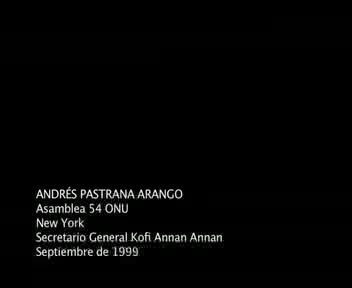 ANDRÉS PASTRANA ARANGO
Asamblea 54 ONU
New York
Secretario General Kofi Annan Annan
Septiembre de 1999